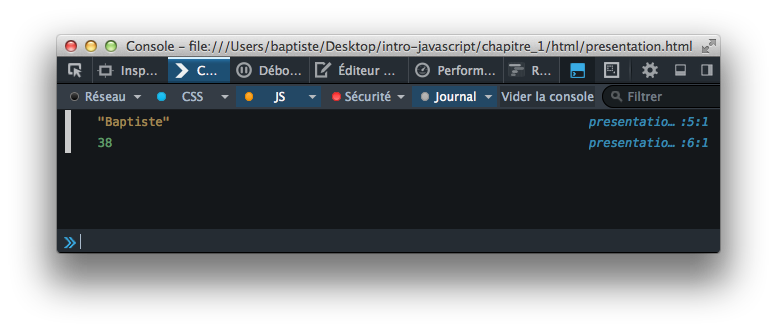 Console – file:///Users/baptiste/Desktop/intro-javascript/chapitre_1/html/presentation.html
Insp… C… Débo… Éditeur … Perform… R…
Réseau CSS JS Sécurité Journal Vider la console Filtrer
"Baptiste" presentatio… :5:1
38 presentatio… :6:1